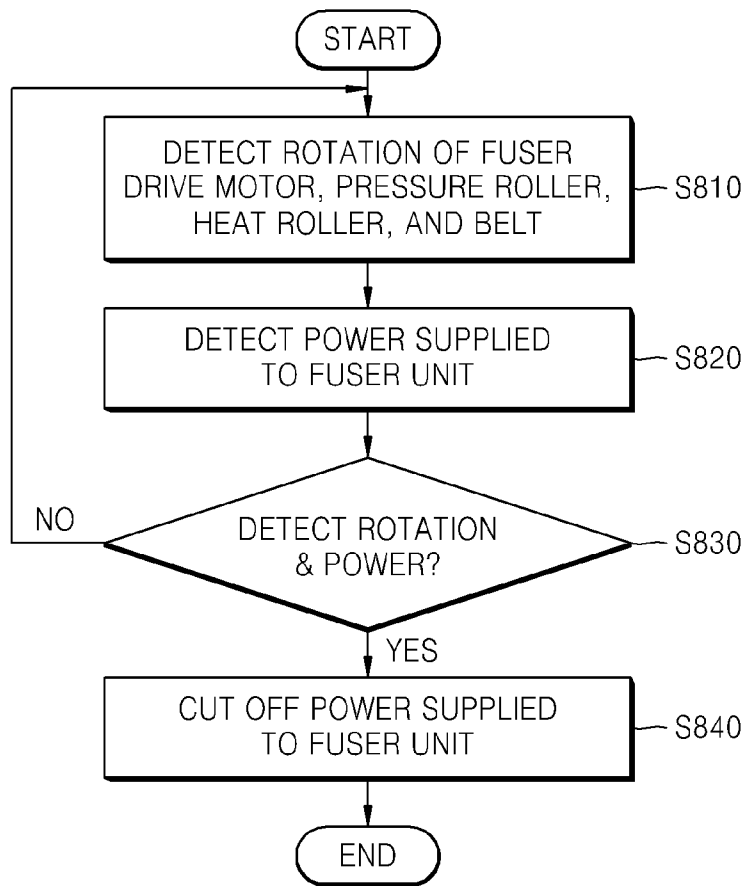 START
DETECT ROTATION OF FUSER
DRIVE MOTOR, PRESSURE ROLLER,
HEAT ROLLER, AND BELT
S810
DETECT POWER SUPPLIED
TO FUSER UNIT
S820
DETECT ROTATION
& POWER?
S830
NO
YES
CUT OFF POWER SUPPLIED
TO FUSER UNIT
S840
END